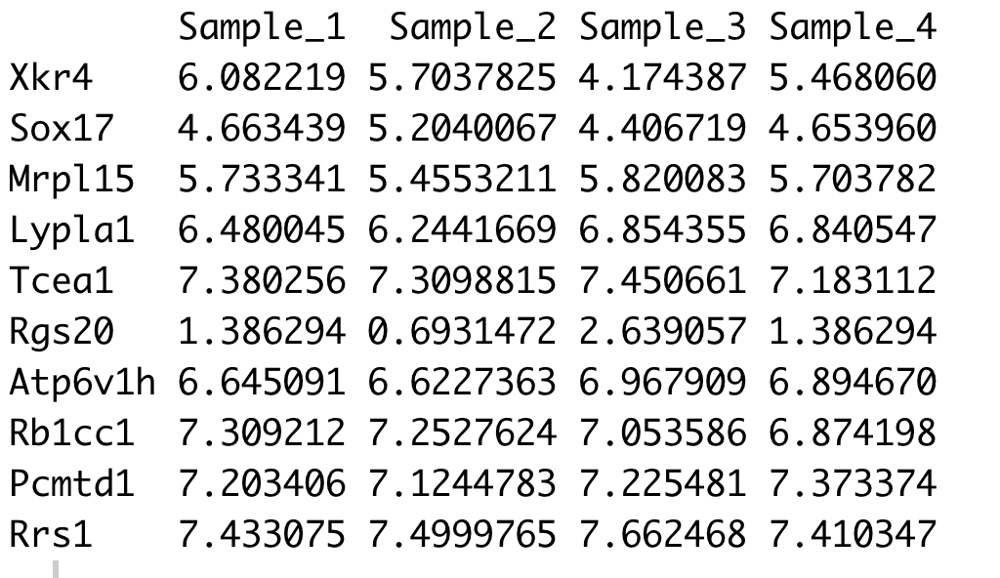 Sample_1 Sample_2 Sample_3 Sample_4
Xkr4 6.082219 5.7037825 4.174387 5.468060
Sox17 4.663439 5.2040067 4.406719 4.653960
Mrpl15 5.733341 5.4553211 5.820083 5.703782
Lypla1 6.480045 6.2441669 6.854355 6.840547
Tcea1 7.380256 7.3098815 7.450661 7.183112
Rgs20 1.386294 0.6931472 2.639057 1.386294
Atp6v1h 6.645091 6.6227363 6.967909 6.894670
Rb1cc1 7.309212 7.2527624 7.053586 6.874198
Pcmtd1 7.203406 7.1244783 7.225481 7.373374
Rrs1 7.433075 7.4999765 7.662468 7.410347